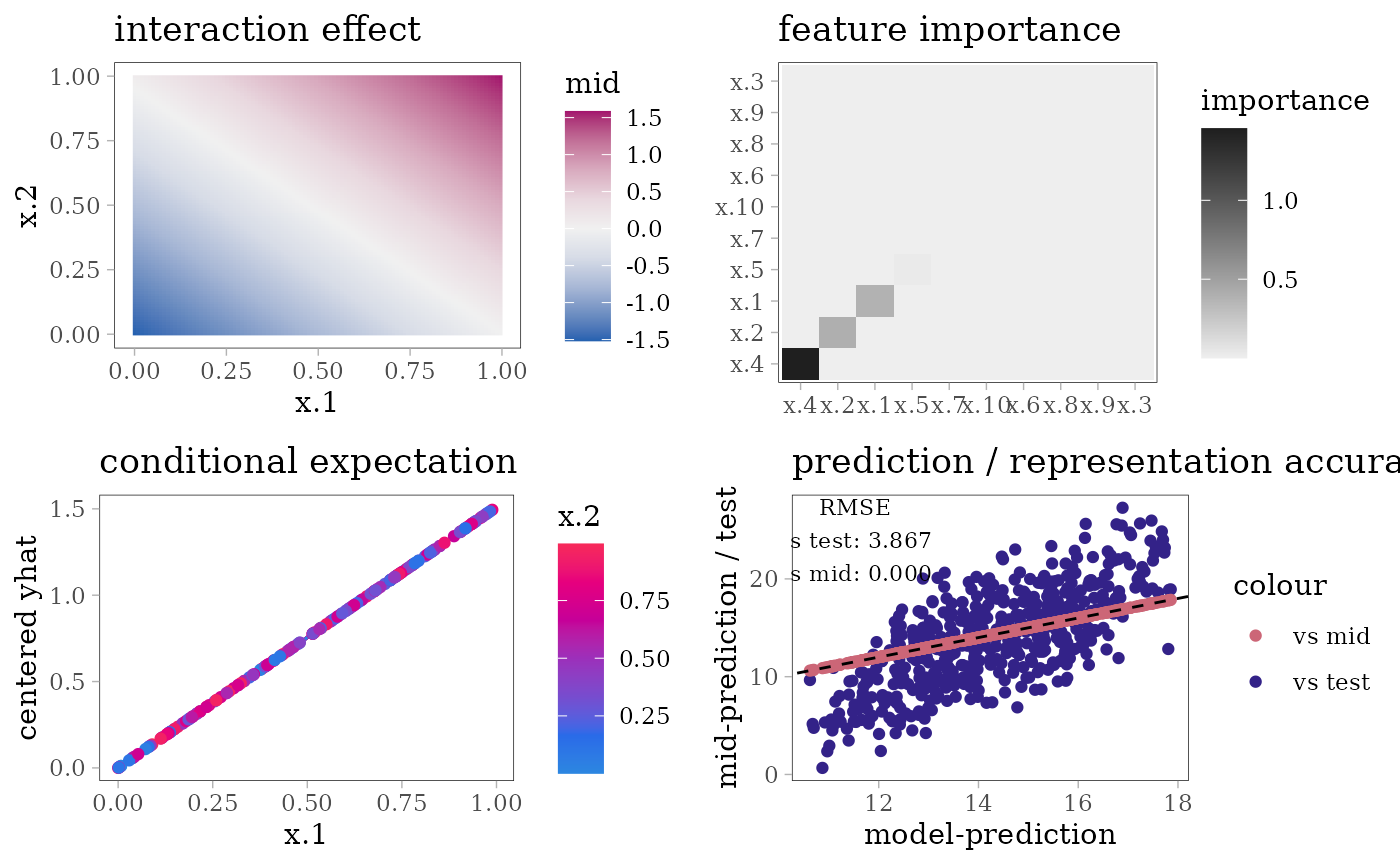 interaction effect
1.00
0.75
0.50
0.25
0.00
x.2
0.00 0.25 0.50 0.75 1.00
x.1
mid
1.5
1.0
0.5
0.0
-0.5
-1.0
-1.5
feature importance
x.3
x.9
x.8
x.6
x.10
x.7
x.5
x.1
x.2
x.4
x.4 x.2 x.1 x.5 x.7 x.10 x.6 x.8 x.9 x.3
importance
1.0
0.5
conditional expectation
1.5
1.0
0.5
0.0
centered yhat
0.00 0.25 0.50 0.75 1.00
x.1
x.2
0.75
0.50
0.25
prediction / representation accura
RMSE
s test: 3.867
s mid: 0.000
20
10
0
mid-prediction / test
12 14 16 18
model-prediction
colour
vs mid
vs test